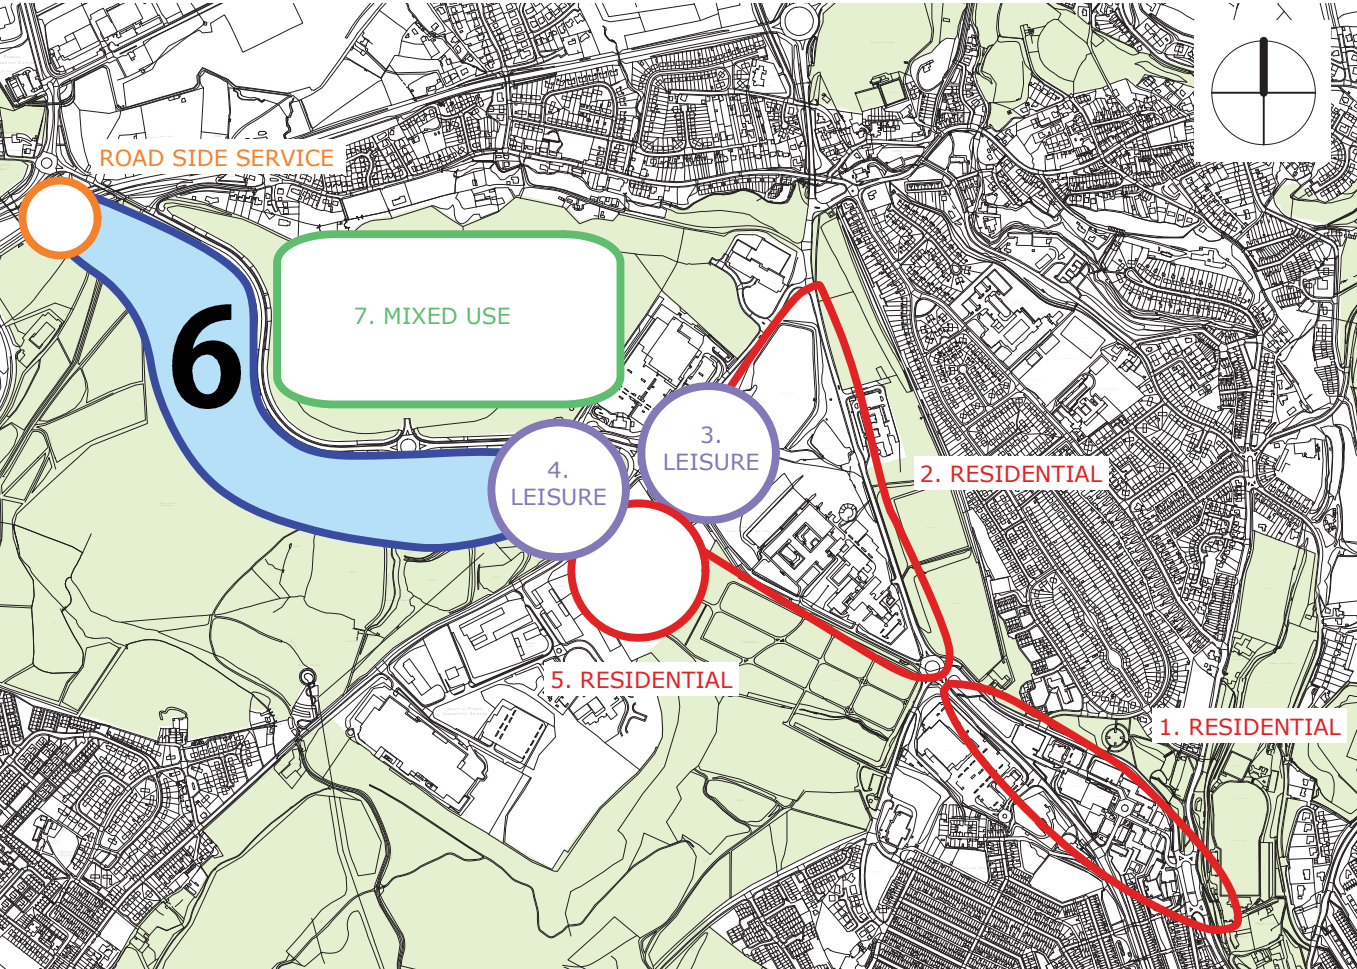 ROAD SIDE SERVICE
6
7. MIXED USE
3.
LEISURE
4.
LEISURE
2. RESIDENTIAL
5. RESIDENTIAL
1. RESIDENTIAL